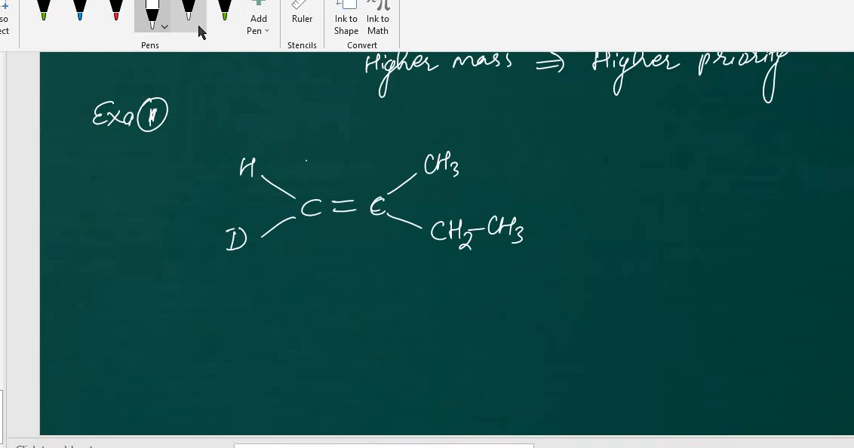 Add
Pen
Ruler
Ink to
Shape
Ink to
Math
Pens
Stencils
Convert
Higher mass ⇒ Higher priority
Exa 1
H
CH3
C = C
D
CH2-CH3